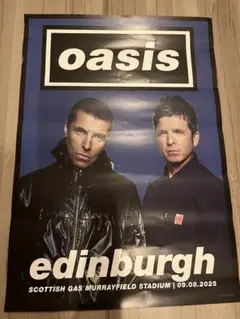 oasis
edinburgh
SCOTTISH GAS MURRAYFIELD STADIUM | 09.08.2025